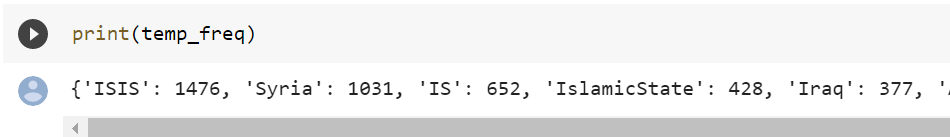 print(temp_freq)
{'ISIS': 1476, 'Syria': 1031, 'IS': 652, 'IslamicState': 428, 'Iraq': 377, '